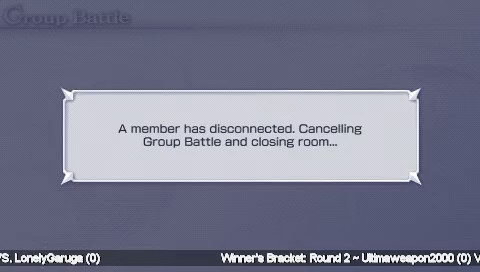 Group Battle
A member has disconnected. Cancelling
Group Battle and closing room...
VS. LonelyGaruga (0) Winner's Bracket: Round 2 ~ Ultimaweapon2000 (0) V